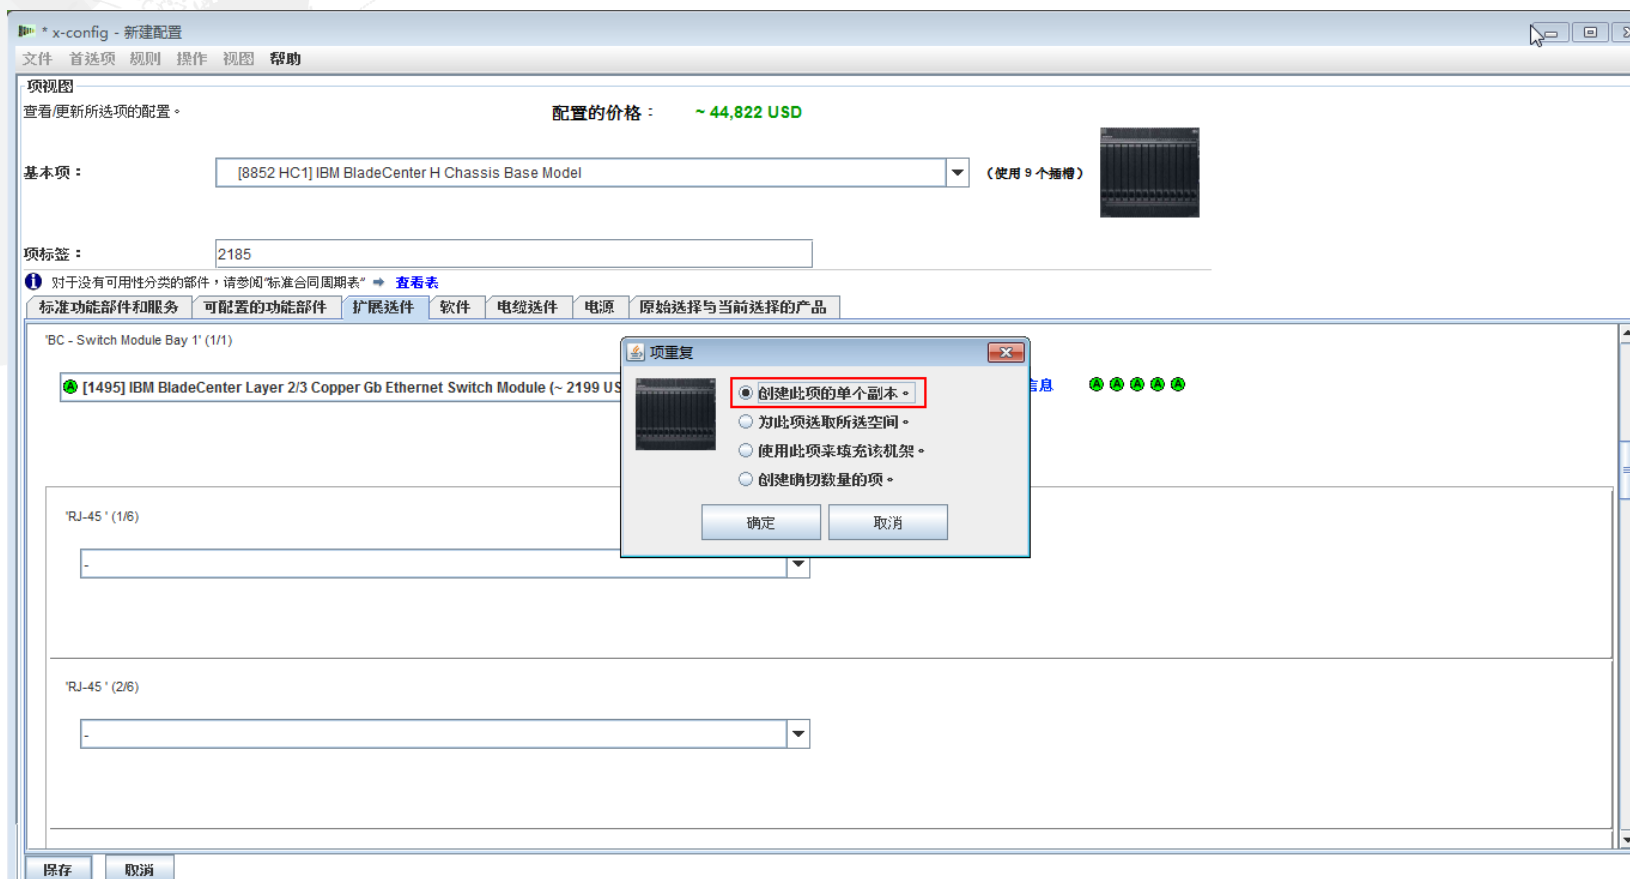 * x-config - 新建配置
文件 首选项 规则 操作 视图 帮助
项视图
查看/更新所选项的配置。
配置的价格： ~ 44,822 USD
基本项： [8852 HC1] IBM BladeCenter H Chassis Base Model （使用 9 个插槽）
项标签： 2185
对于没有可用性分类的部件，请参阅“标准合同周期表” ➡ 查看表
标准功能部件和服务 可配置的功能部件 扩展选件 软件 电缆选件 电源 原始选择与当前选择的产品
'BC - Switch Module Bay 1' (1/1)
[1495] IBM BladeCenter Layer 2/3 Copper Gb Ethernet Switch Module (~ 2199 US
信息 A A A A A
项重复
创建此项的单个副本。
为此项选取所选空间。
使用此项来填充该机架。
创建确切数量的项。
确定 取消
'RJ-45 ' (1/6)
-
'RJ-45 ' (2/6)
-
保存 取消